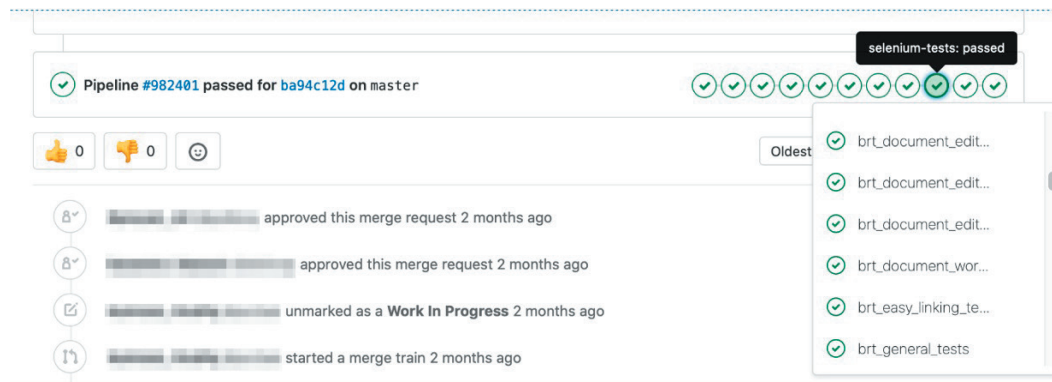 selenium-tests: passed
Pipeline #982401 passed for ba94c12d on master
0 0
Oldest
brt_document_edit...
brt_document_edit...
brt_document_edit...
brt_document_wor...
brt_easy_linking_te...
brt_general_tests
approved this merge request 2 months ago
approved this merge request 2 months ago
unmarked as a Work In Progress 2 months ago
started a merge train 2 months ago